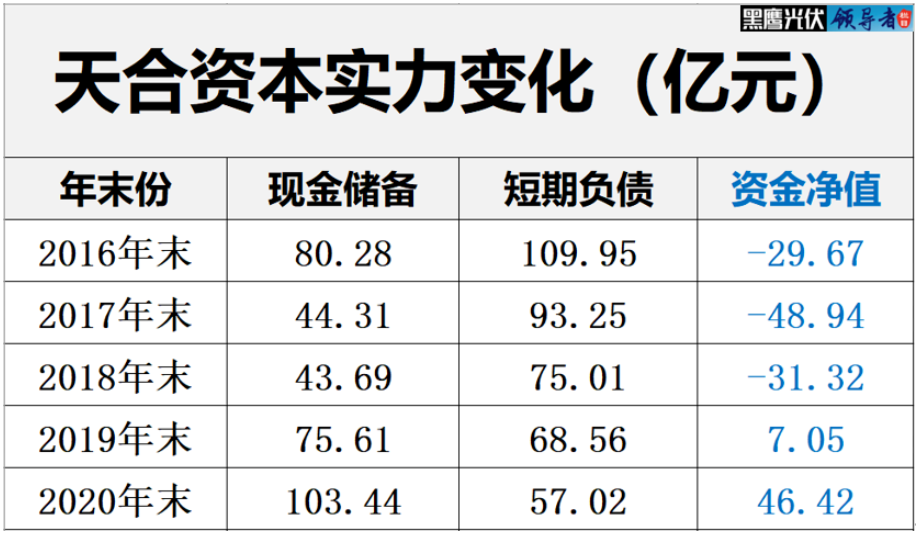 黑鹰光伏 领导者
天合资本实力变化（亿元）
年末份 现金储备 短期负债 资金净值
2016年末 80.28 109.95 -29.67
2017年末 44.31 93.25 -48.94
2018年末 43.69 75.01 -31.32
2019年末 75.61 68.56 7.05
2020年末 103.44 57.02 46.42